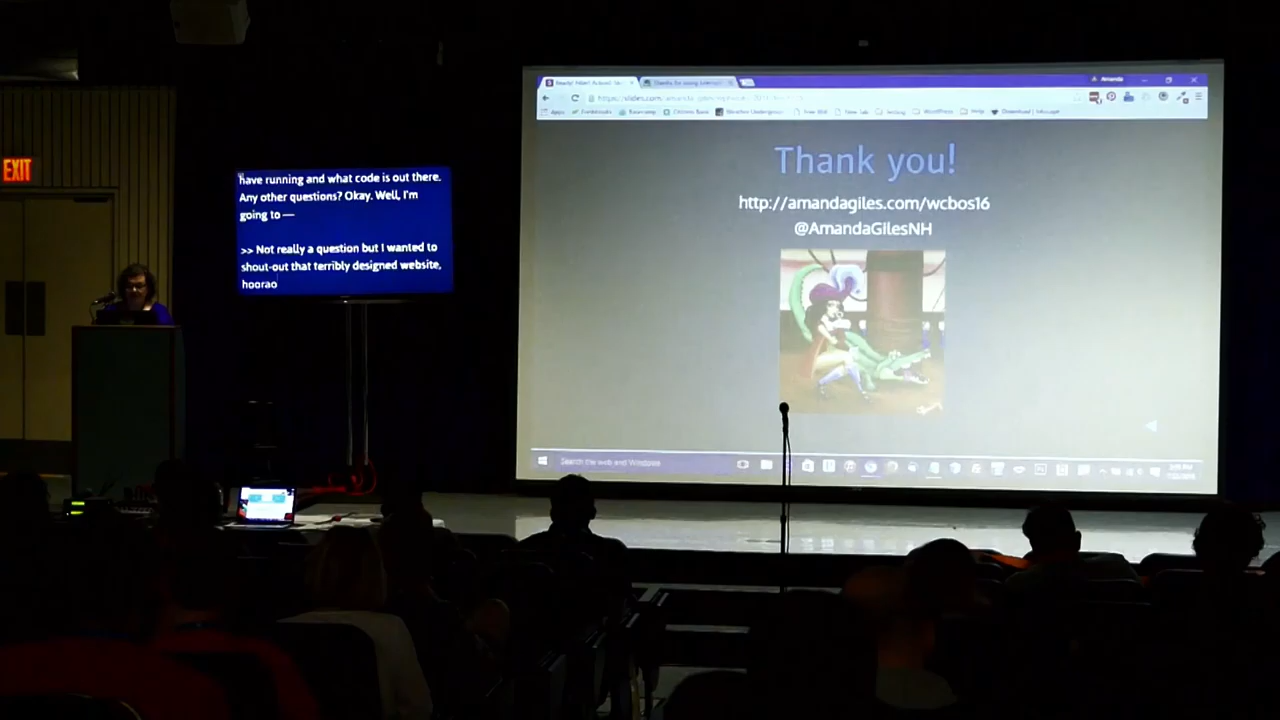 EXIT
have running and what code is out there.
Any other questions? Okay. Well, I'm
going to —
>> Not really a question but I wanted to
shout-out that terribly designed website,
hoorao
Amanda
Thank you!
http://amandagiles.com/wcbos16
@AmandaGilesNH
Search the web and Windows